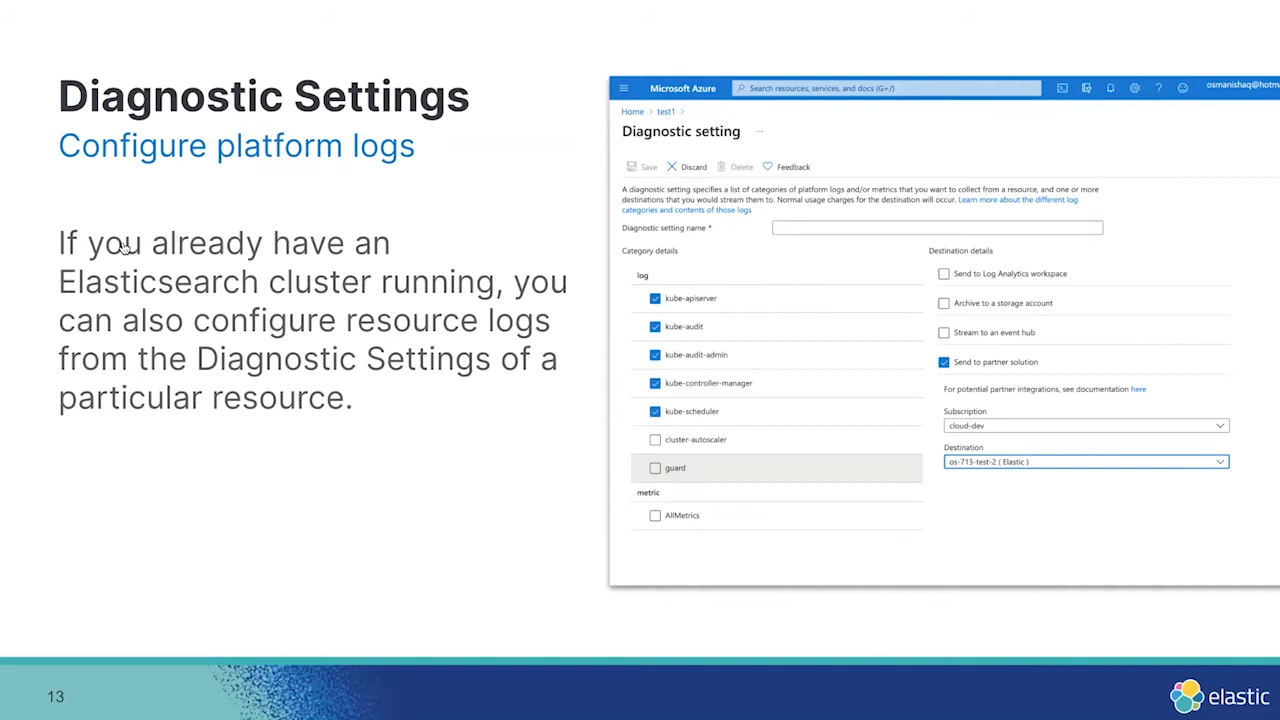 Diagnostic Settings
Configure platform logs
If you already have an
Elasticsearch cluster running, you
can also configure resource logs
from the Diagnostic Settings of a
particular resource.
Microsoft Azure
Search resources, services, and docs (G+/)
osmanishaq@hotma
Home > test1 >
Diagnostic setting ...
Save Discard Delete Feedback
A diagnostic setting specifies a list of categories of platform logs and/or metrics that you want to collect from a resource, and one or more
destinations that you would stream them to. Normal usage charges for the destination will occur. Learn more about the different log
categories and contents of those logs
Diagnostic setting name *
Category details
log
kube-apiserver
kube-audit
kube-audit-admin
kube-controller-manager
kube-scheduler
cluster-autoscaler
guard
metric
AllMetrics
Destination details
Send to Log Analytics workspace
Archive to a storage account
Stream to an event hub
Send to partner solution
For potential partner integrations, see documentation here
Subscription
cloud-dev
Destination
os-713-test-2 ( Elastic )
13
elastic